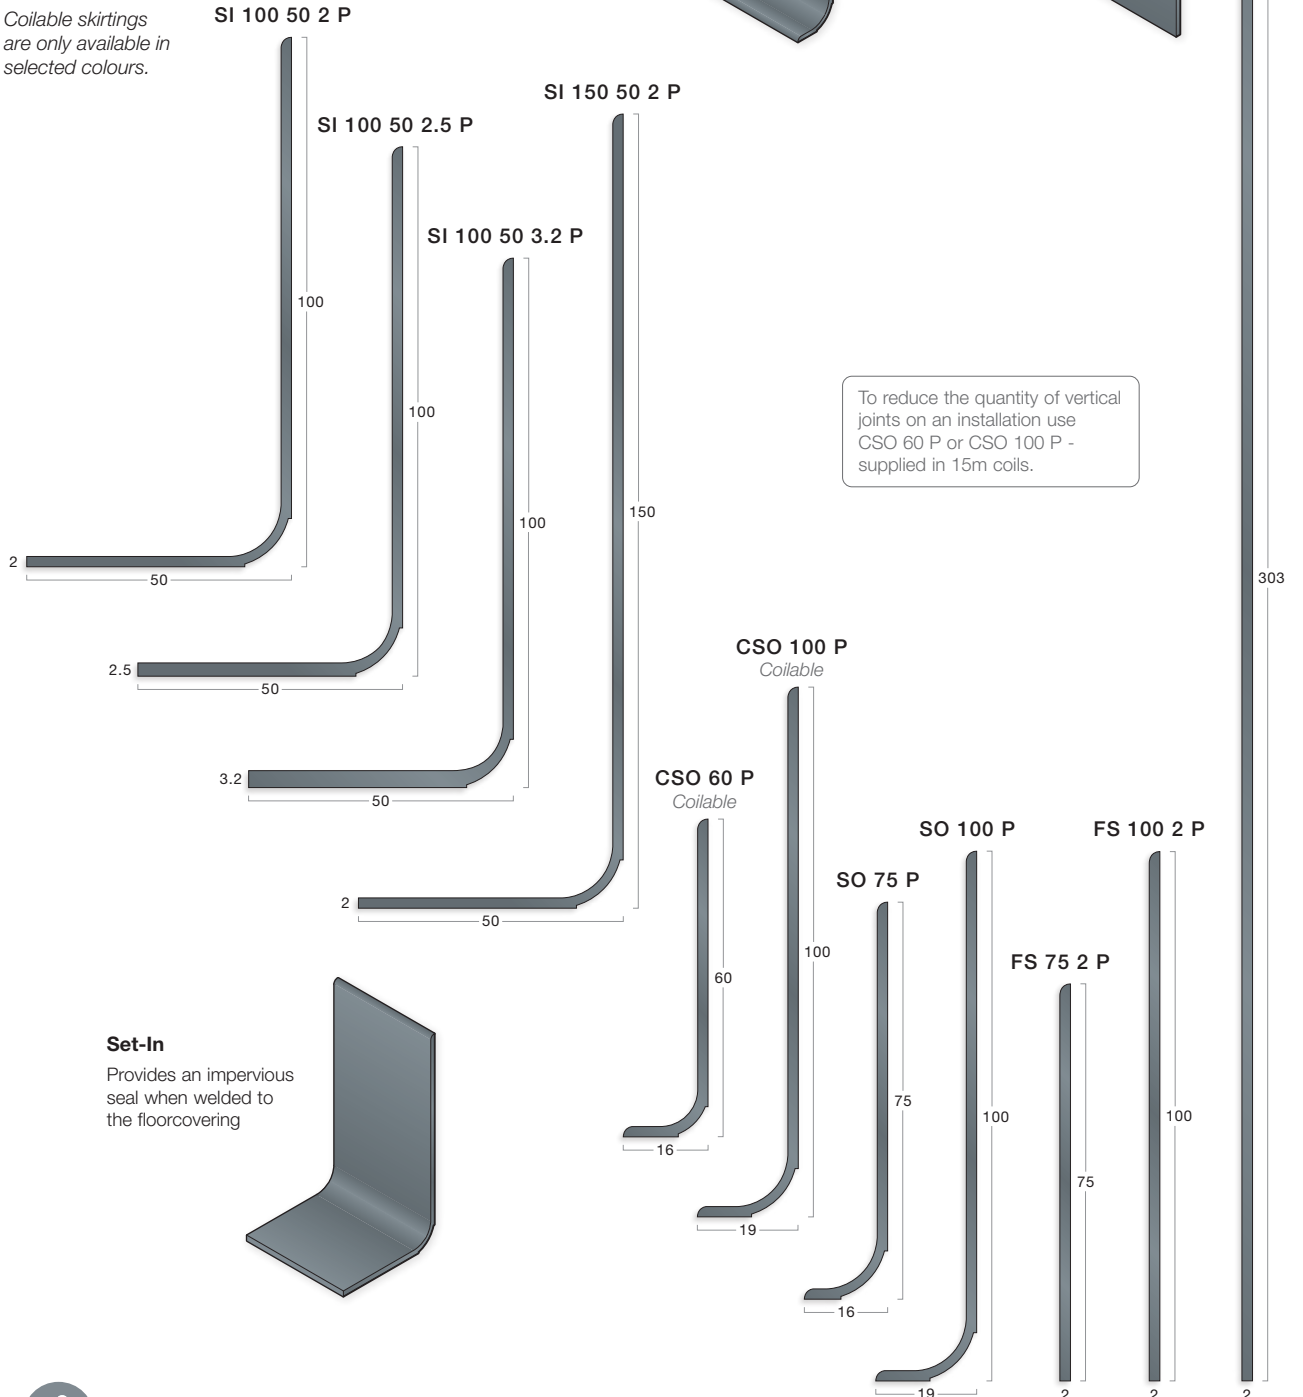 Coilable skirtings
are only available in
selected colours.
SI 100 50 2 P
100
2
50
SI 100 50 2.5 P
100
2.5
50
SI 100 50 3.2 P
100
3.2
50
SI 150 50 2 P
150
2
50
To reduce the quantity of vertical
joints on an installation use
CSO 60 P or CSO 100 P -
supplied in 15m coils.
303
2
CSO 100 P
Coilable
100
19
CSO 60 P
Coilable
60
16
SO 75 P
75
16
SO 100 P
100
19
FS 75 2 P
75
2
FS 100 2 P
100
2
Set-In
Provides an impervious
seal when welded to
the floorcovering